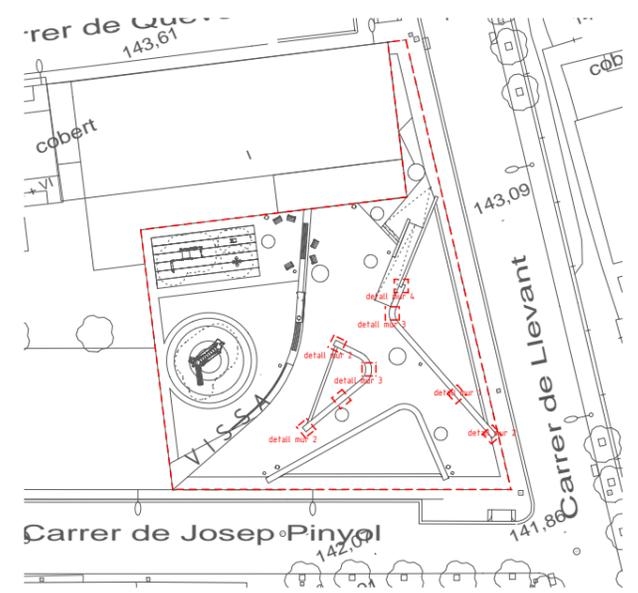 rrer de Quev
143,61
cob
cobert
I
+ VI
143,09
detall mur 4
detall mur 3
Carrer de Llevant
detall mur 2
detall mur 3
detall mur 1
VISSA
detall mur 2
detall mur 2
Carrer de Josep Pinyol
141,86
142,07